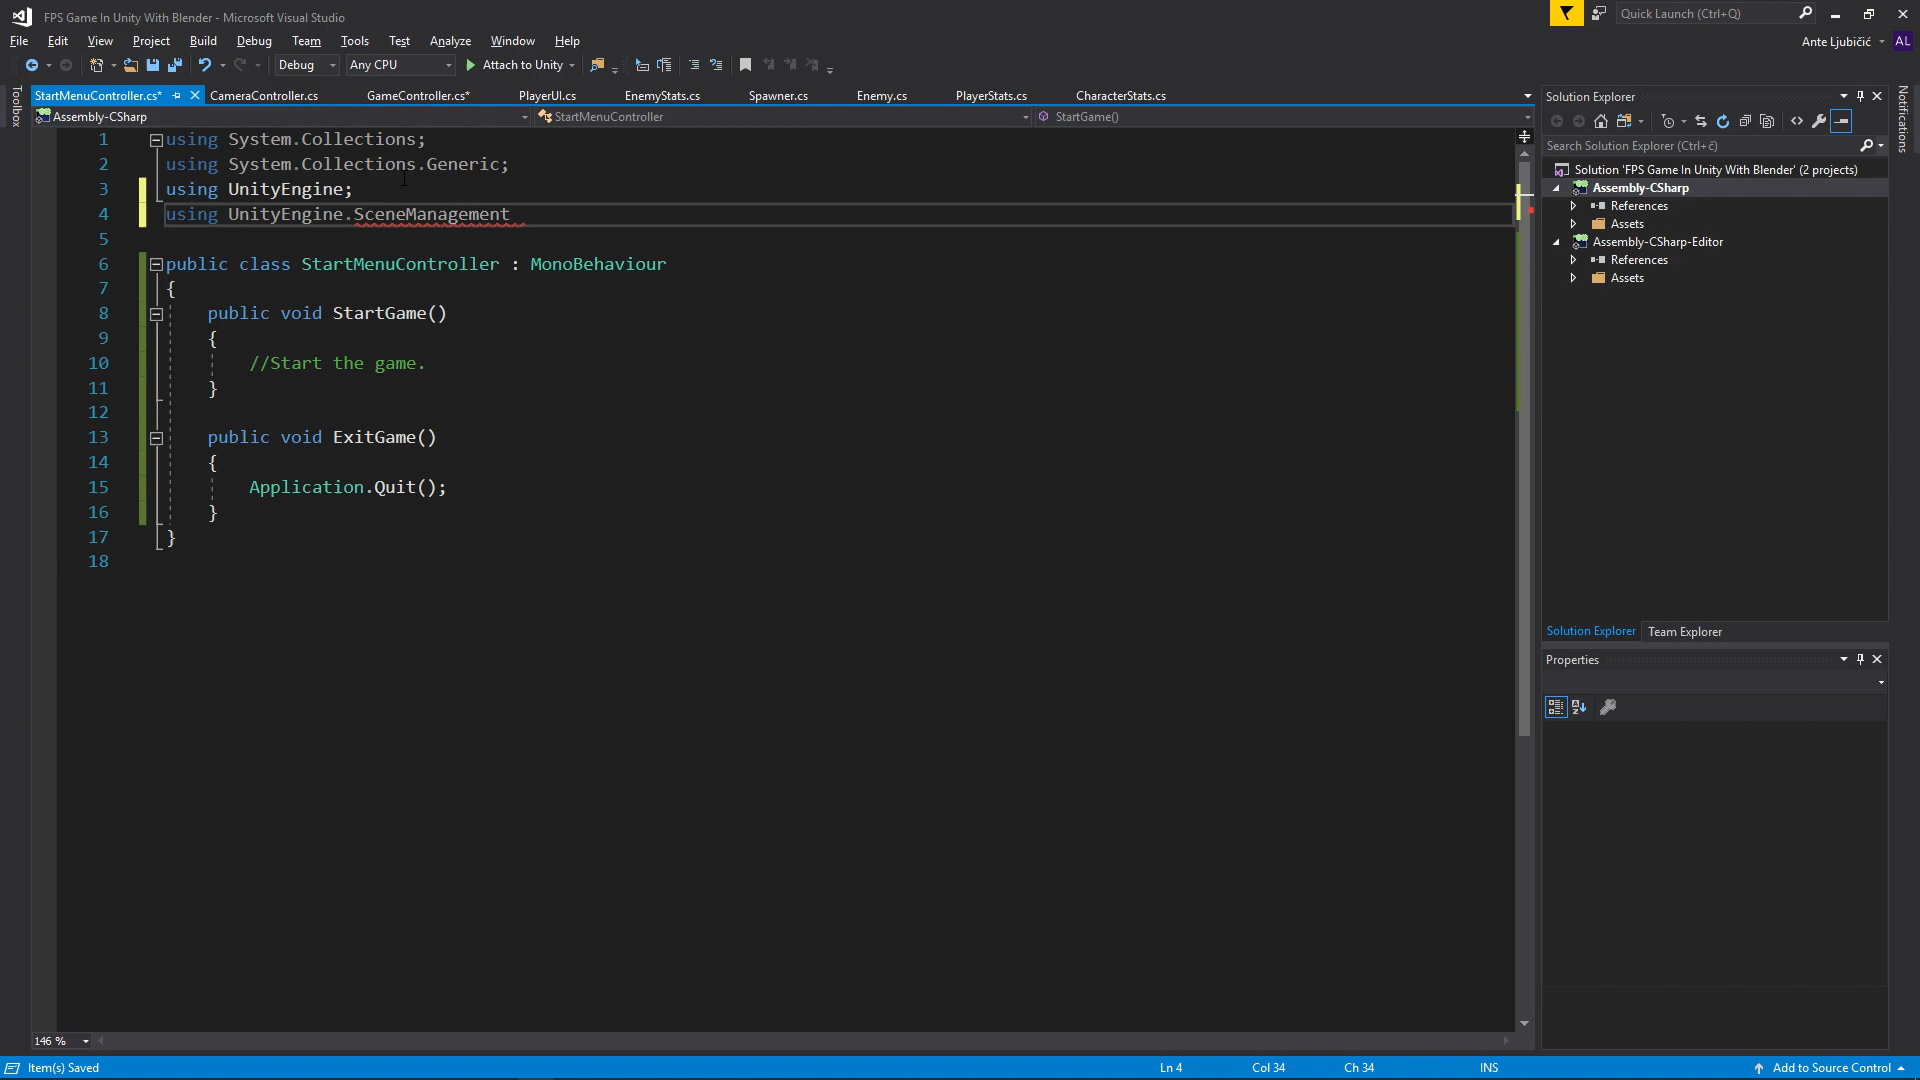 FPS Game In Unity With Blender - Microsoft Visual Studio
Quick Launch (Ctrl+Q)
File Edit View Project Build Debug Team Tools Test Analyze Window Help
Ante Ljubičić AL
Debug Any CPU Attach to Unity
Toolbox
StartMenuController.cs* CameraController.cs GameController.cs* PlayerUI.cs EnemyStats.cs Spawner.cs Enemy.cs PlayerStats.cs CharacterStats.cs
Assembly-CSharp StartMenuController StartGame()
1 using System.Collections;
2 using System.Collections.Generic;
3 using UnityEngine;
4 using UnityEngine.SceneManagement
5
6 public class StartMenuController : MonoBehaviour
7 {
8 public void StartGame()
9 {
10 //Start the game.
11 }
12
13 public void ExitGame()
14 {
15 Application.Quit();
16 }
17 }
18
146 %
Solution Explorer
Search Solution Explorer (Ctrl+č)
Solution 'FPS Game In Unity With Blender' (2 projects)
Assembly-CSharp
References
Assets
Assembly-CSharp-Editor
References
Assets
Solution Explorer Team Explorer
Properties
Notifications
Item(s) Saved Ln 4 Col 34 Ch 34 INS Add to Source Control